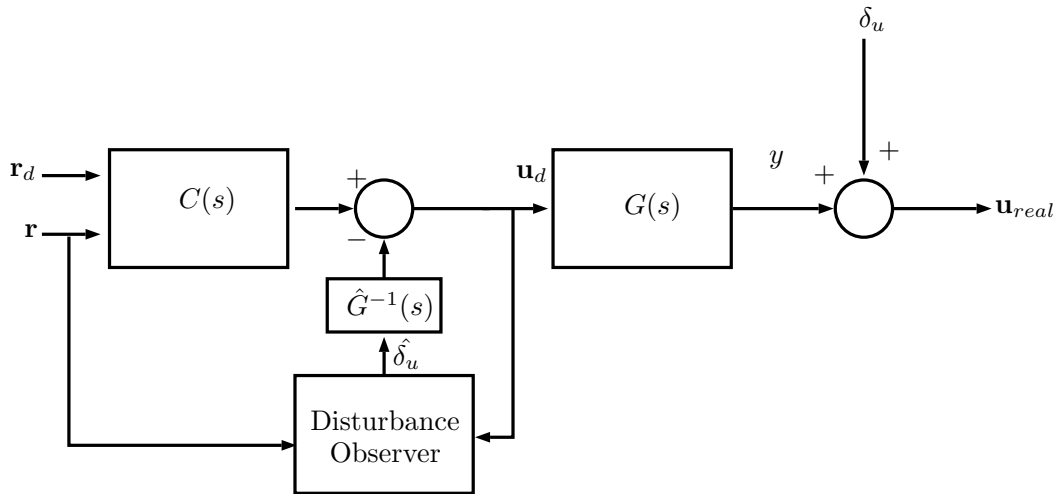 δ_u
+
y
+
r_d
C(s)
+
u_d
G(s)
u_real
r
−
Ĝ⁻¹(s)
δ̂_u
Disturbance
Observer